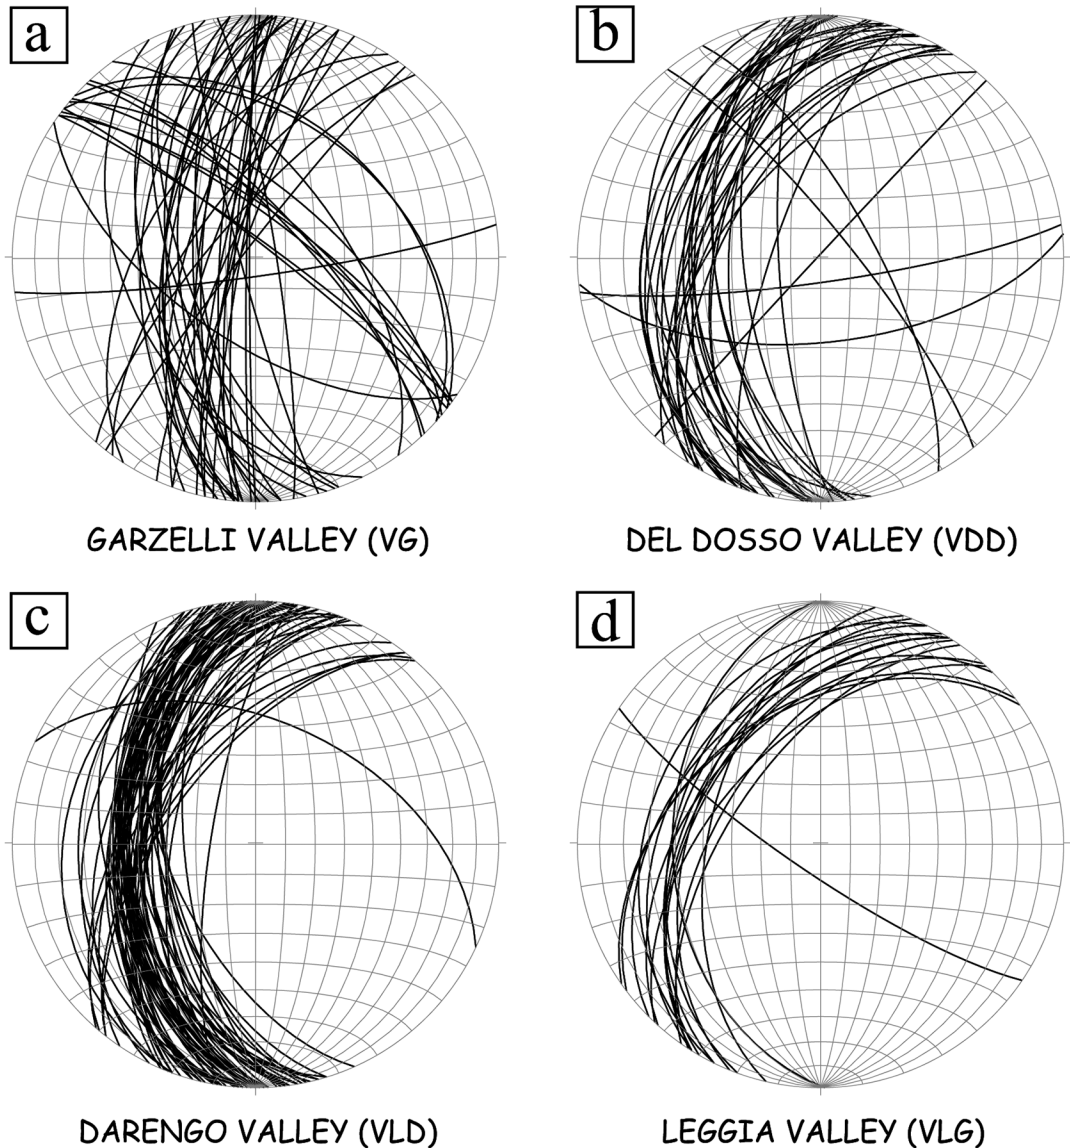 a
b
GARZELLI VALLEY (VG)
DEL DOSSO VALLEY (VDD)
c
d
DARENGO VALLEY (VLD)
LEGGIA VALLEY (VLG)